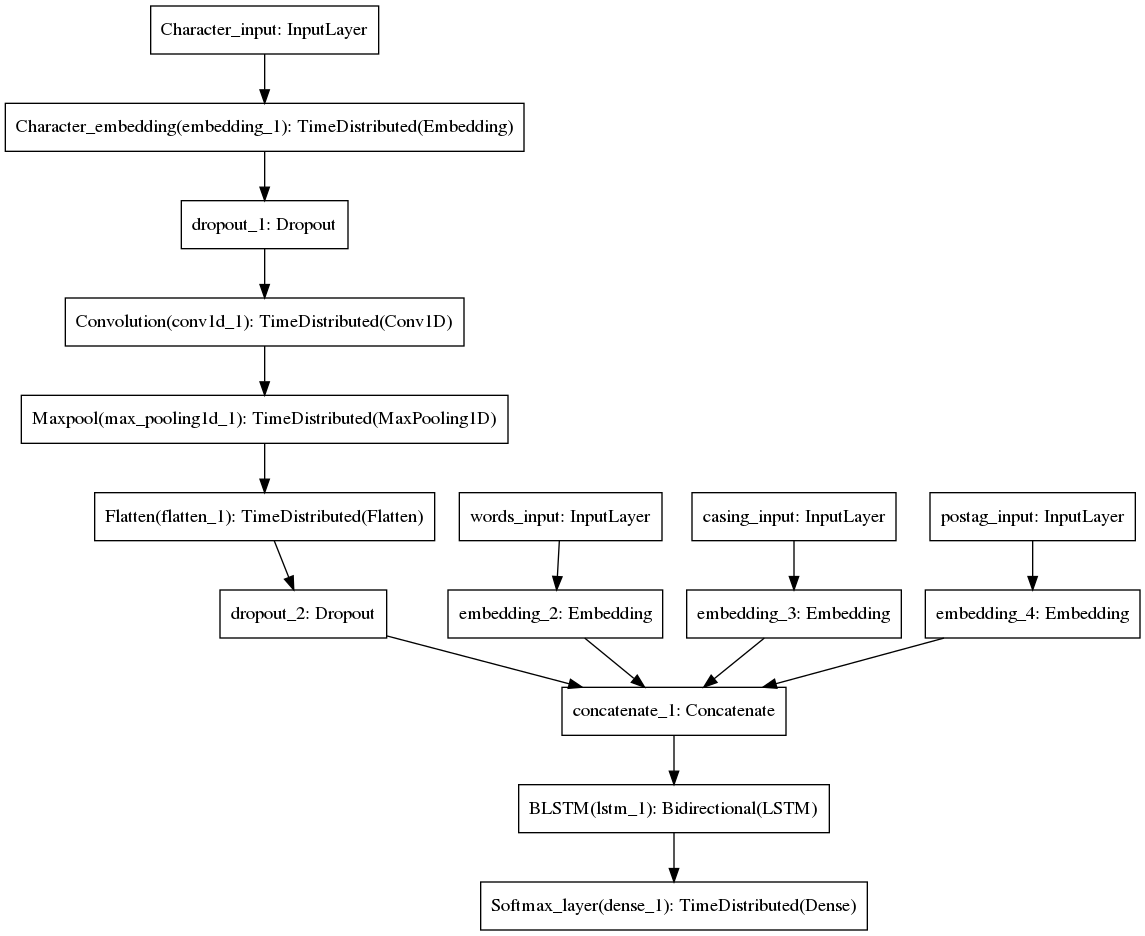 Character_input: InputLayer
Character_embedding(embedding_1): TimeDistributed(Embedding)
dropout_1: Dropout
Convolution(conv1d_1): TimeDistributed(Conv1D)
Maxpool(max_pooling1d_1): TimeDistributed(MaxPooling1D)
Flatten(flatten_1): TimeDistributed(Flatten)
words_input: InputLayer
casing_input: InputLayer
postag_input: InputLayer
dropout_2: Dropout
embedding_2: Embedding
embedding_3: Embedding
embedding_4: Embedding
concatenate_1: Concatenate
BLSTM(lstm_1): Bidirectional(LSTM)
Softmax_layer(dense_1): TimeDistributed(Dense)